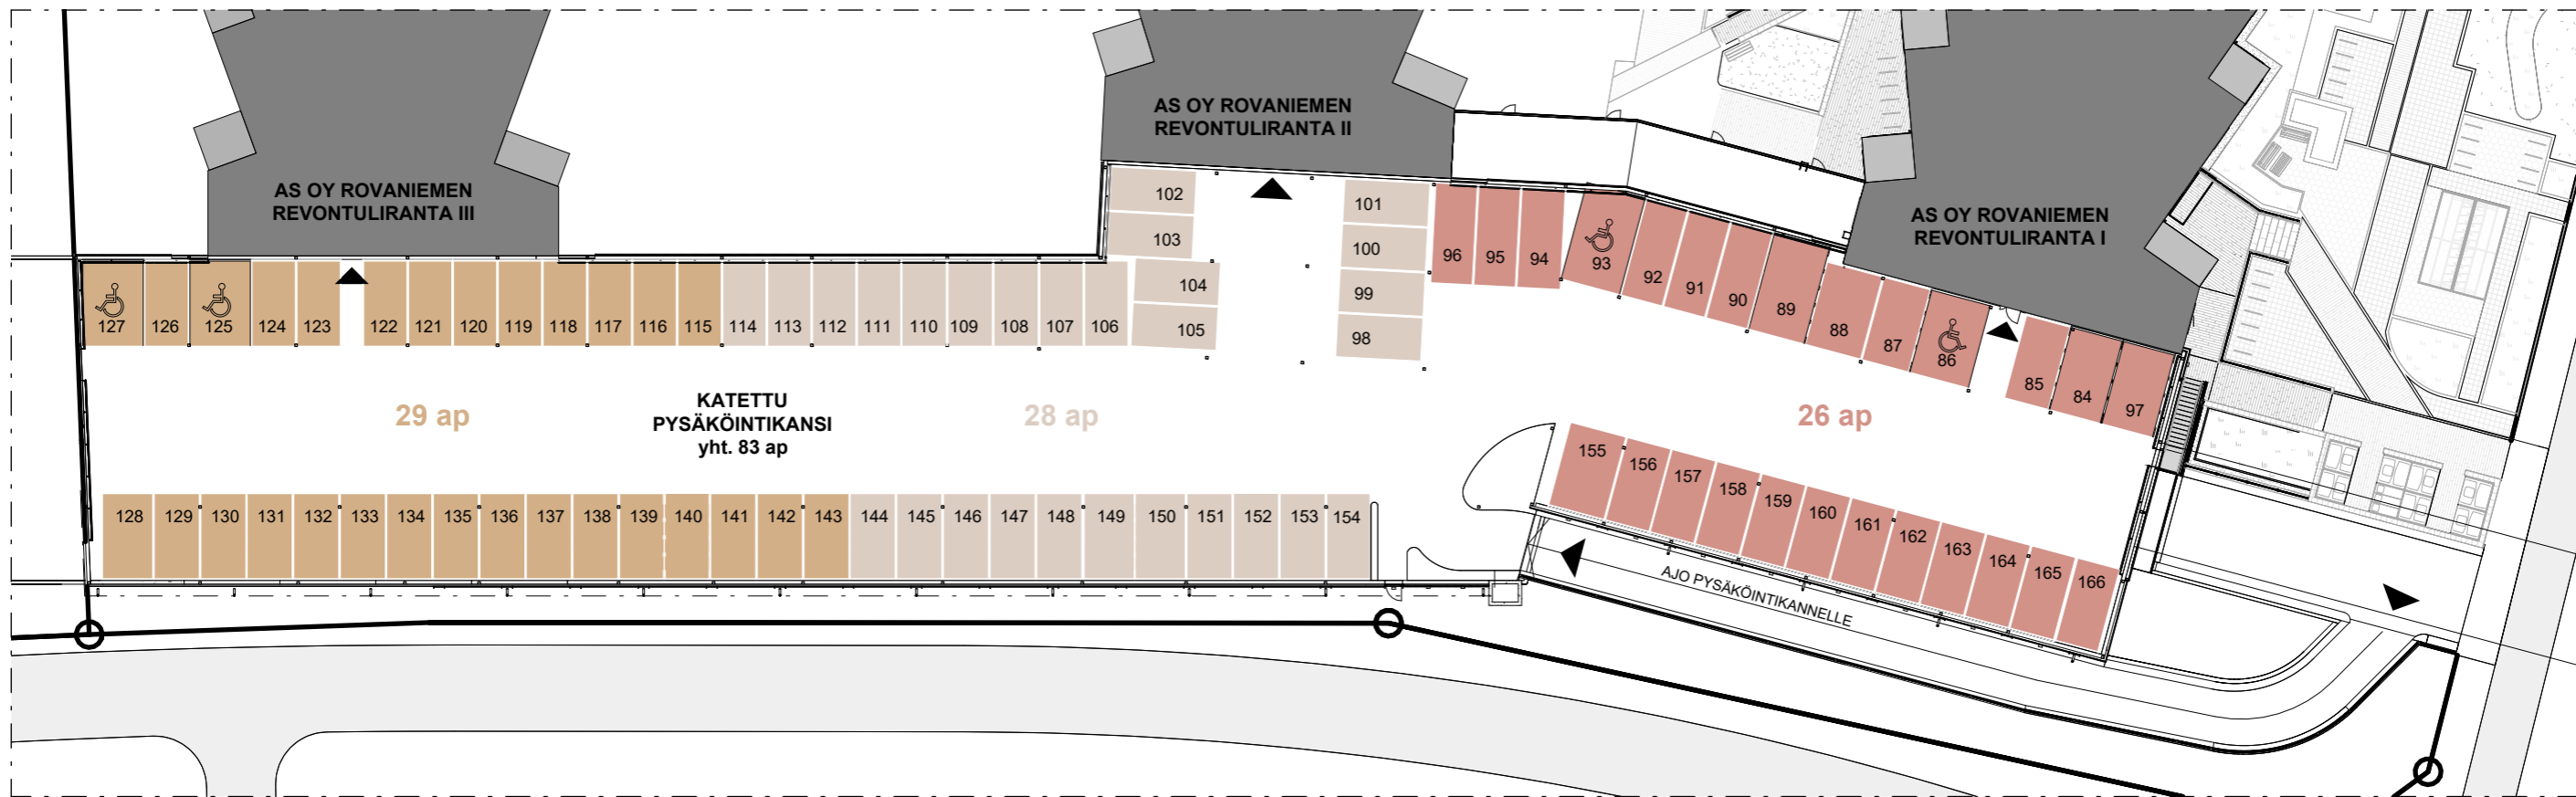 AS OY ROVANIEMEN
REVONTULIRANTA III
AS OY ROVANIEMEN
REVONTULIRANTA II
AS OY ROVANIEMEN
REVONTULIRANTA I
102
103
104
105
101
100
99
98
96 95 94 93 92 91 90 89 88 87 86 85 84 97
127 126 125 124 123 122 121 120 119 118 117 116 115 114 113 112 111 110 109 108 107 106
29 ap
KATETTU
PYSÄKÖINTIKANSI
yht. 83 ap
28 ap
26 ap
128 129 130 131 132 133 134 135 136 137 138 139 140 141 142 143 144 145 146 147 148 149 150 151 152 153 154
155 156 157 158 159 160 161 162 163 164 165 166
AJO PYSÄKÖINTIKANNELLE